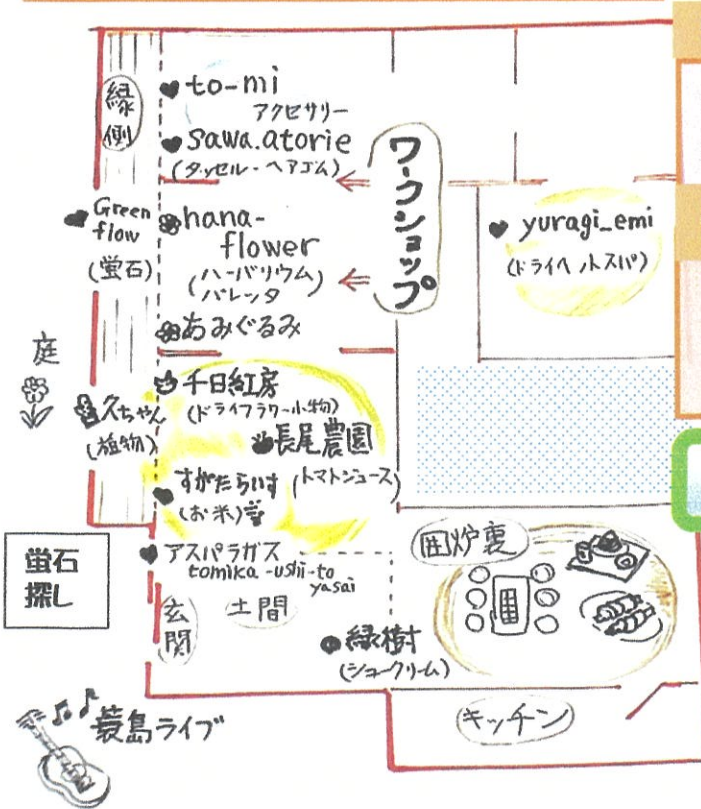 縁側
to-mi
アクセサリー
sawa.atorie
(タッセル・ヘアゴム)
ワークショップ
Green
flow
(蛍石)
hana-
flower
(ハーバリウム
バレッタ)
あみぐるみ
yuragi_emi
(ドライヘッドスパ)
庭
久ちゃん
(植物)
千日紅房
(ドライフラワー小物)
長尾農園
(トマトジュース)
すがたらいす
(お米)
アスパラガス
tomika-ushi-to
yasai
蛍石
探し
玄関
土間
緑樹
(シュークリーム)
囲炉裏
キッチン
蓑島ライブ